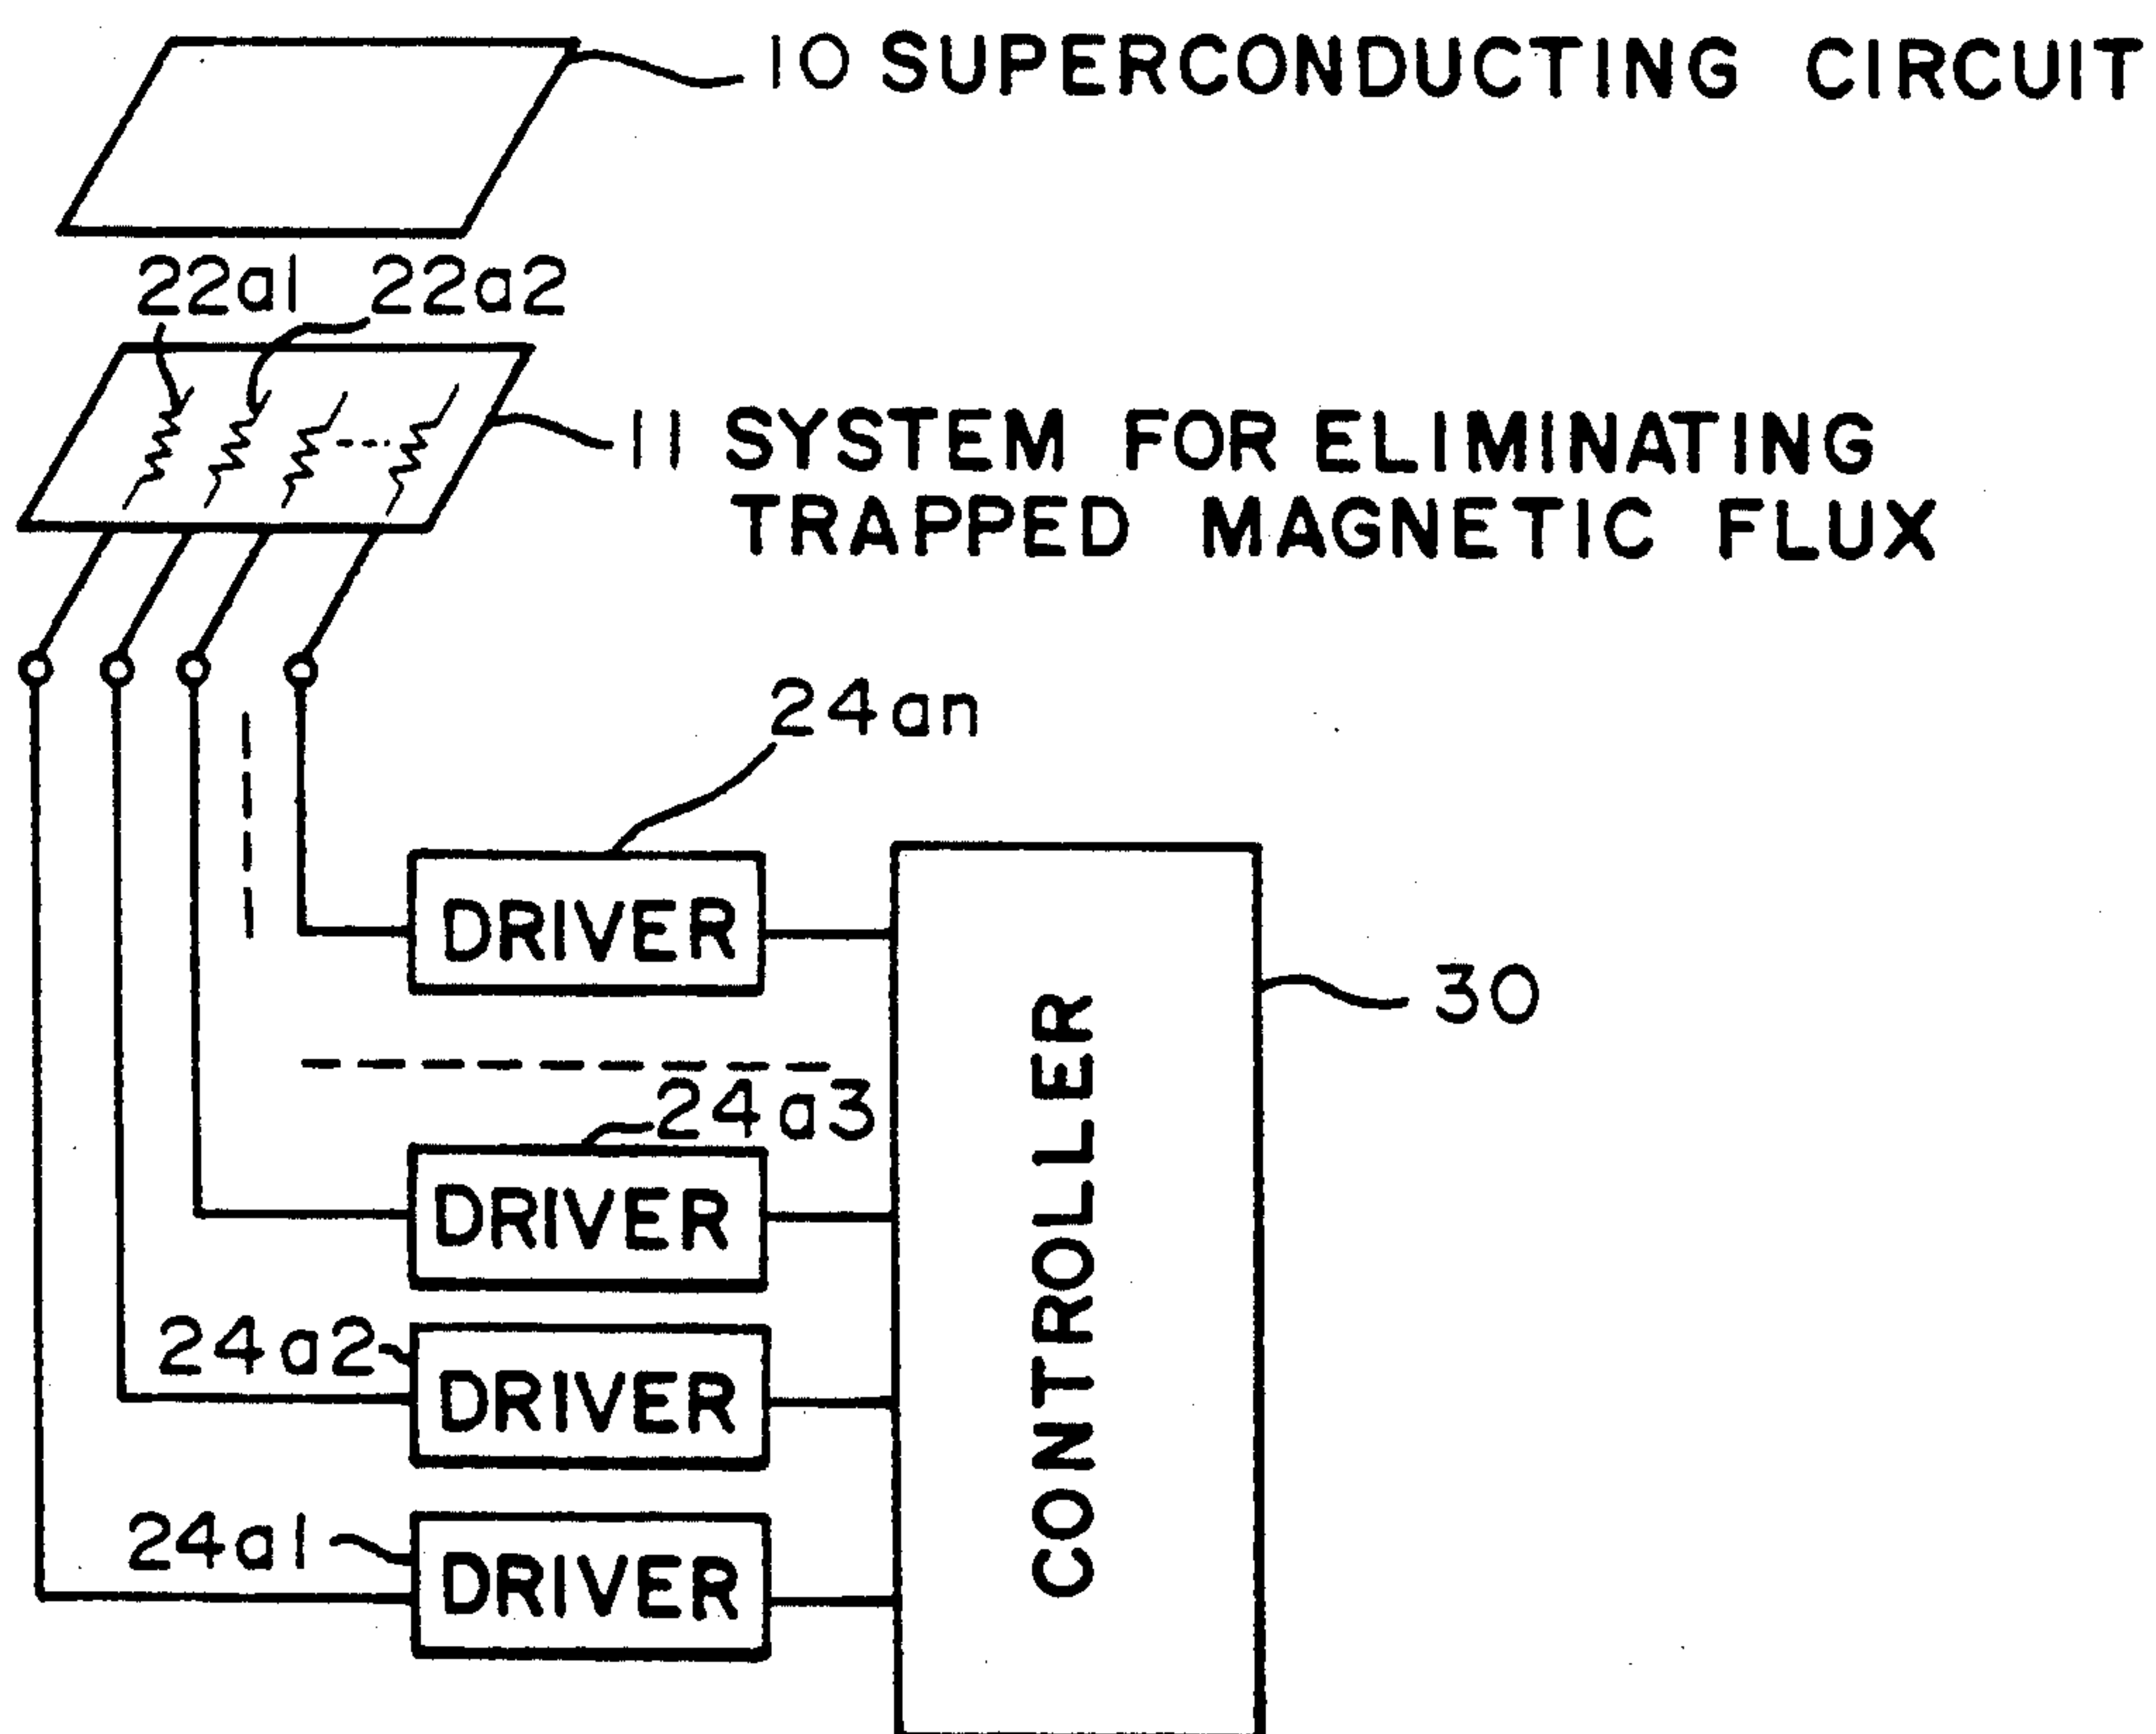 10 SUPERCONDUCTING CIRCUIT
22a1 22a2
11 SYSTEM FOR ELIMINATING
TRAPPED MAGNETIC FLUX
24an
DRIVER
30
CONTROLLER
24a3
DRIVER
24a2
DRIVER
24a1
DRIVER